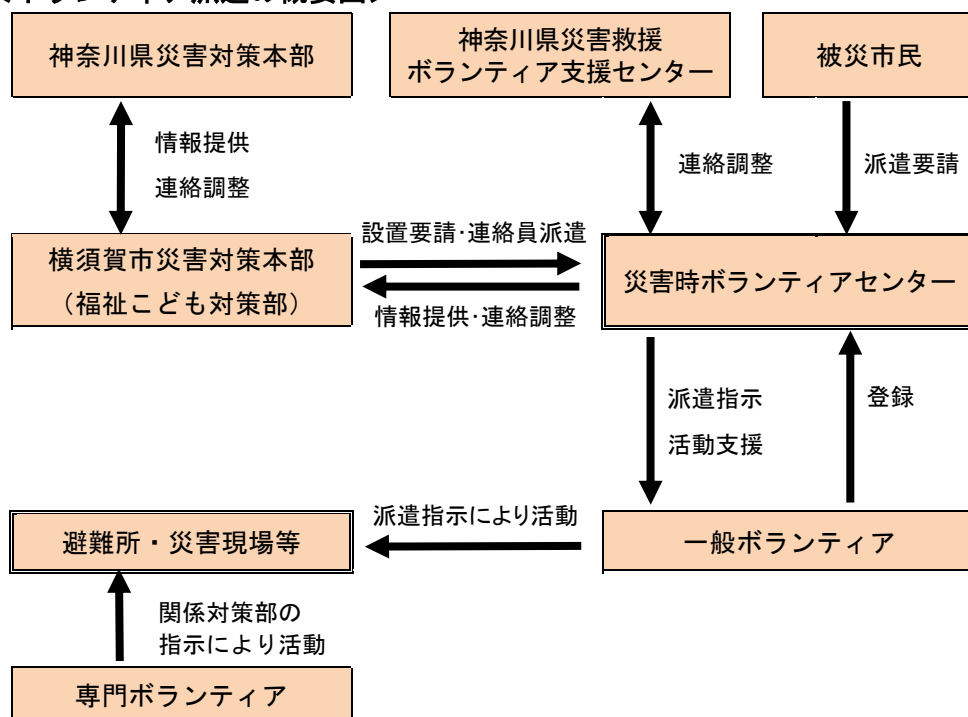 神奈川県災害対策本部
神奈川県災害救援
ボランティア支援センター
被災市民
情報提供
連絡調整
連絡調整
派遣要請
横須賀市災害対策本部
（福祉こども対策部）
設置要請・連絡員派遣
情報提供・連絡調整
災害時ボランティアセンター
派遣指示
活動支援
登録
避難所・災害現場等
派遣指示により活動
一般ボランティア
関係対策部の
指示により活動
専門ボランティア